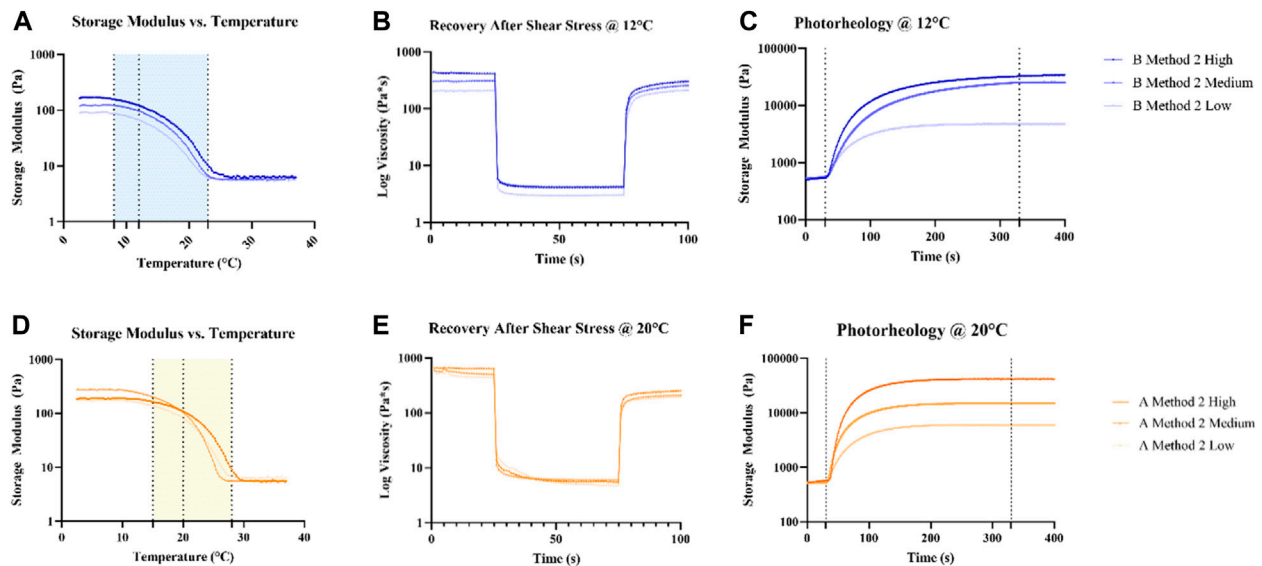 A
Storage Modulus vs. Temperature
Storage Modulus (Pa)
1000
100
10
1
0
10
20
30
40
Temperature (°C)
B
Recovery After Shear Stress @ 12°C
Log Viscosity (Pa*s)
1000
100
10
1
0
50
100
Time (s)
C
Photorheology @ 12°C
Storage Modulus (Pa)
100000
10000
1000
100
0
100
200
300
400
Time (s)
B Method 2 High
B Method 2 Medium
B Method 2 Low
D
Storage Modulus vs. Temperature
Storage Modulus (Pa)
1000
100
10
1
0
10
20
30
40
Temperature (°C)
E
Recovery After Shear Stress @ 20°C
Log Viscosity (Pa*s)
1000
100
10
1
0
50
100
Time (s)
F
Photorheology @ 20°C
Storage Modulus (Pa)
100000
10000
1000
100
0
100
200
300
400
Time (s)
A Method 2 High
A Method 2 Medium
A Method 2 Low